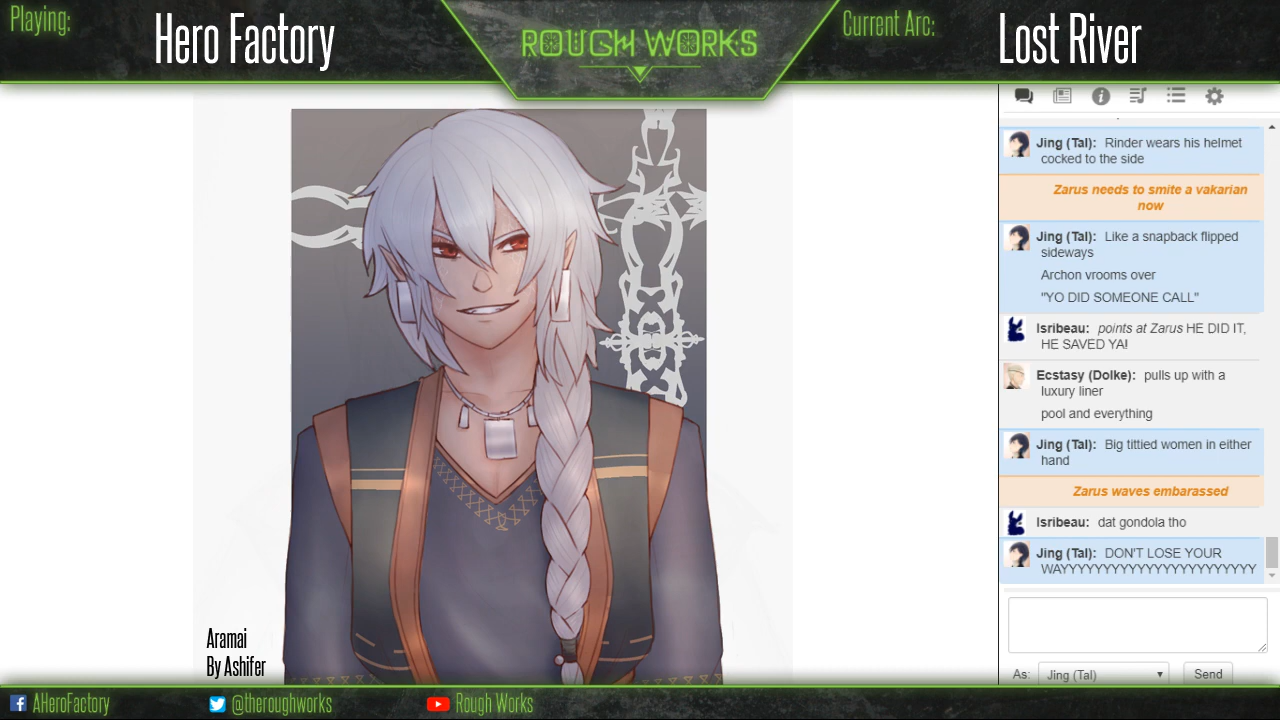 Playing:
Hero Factory
ROUGH WORKS
Current Arc:
Lost River
Jing (Tal): Rinder wears his helmet
cocked to the side
Zarus needs to smite a vakarian
now
Jing (Tal): Like a snapback flipped
sideways
Archon vrooms over
"YO DID SOMEONE CALL"
Isribeau: points at Zarus HE DID IT,
HE SAVED YA!
Ecstasy (Dolke): pulls up with a
luxury liner
pool and everything
Jing (Tal): Big tittied women in either
hand
Zarus waves embarassed
Isribeau: dat gondola tho
Jing (Tal): DON'T LOSE YOUR
WAYYYYYYYYYYYYYYYYYYYYYYY
As: Jing (Tal) Send
Aramai
By Ashifer
AHeroFactory
@theroughworks
Rough Works